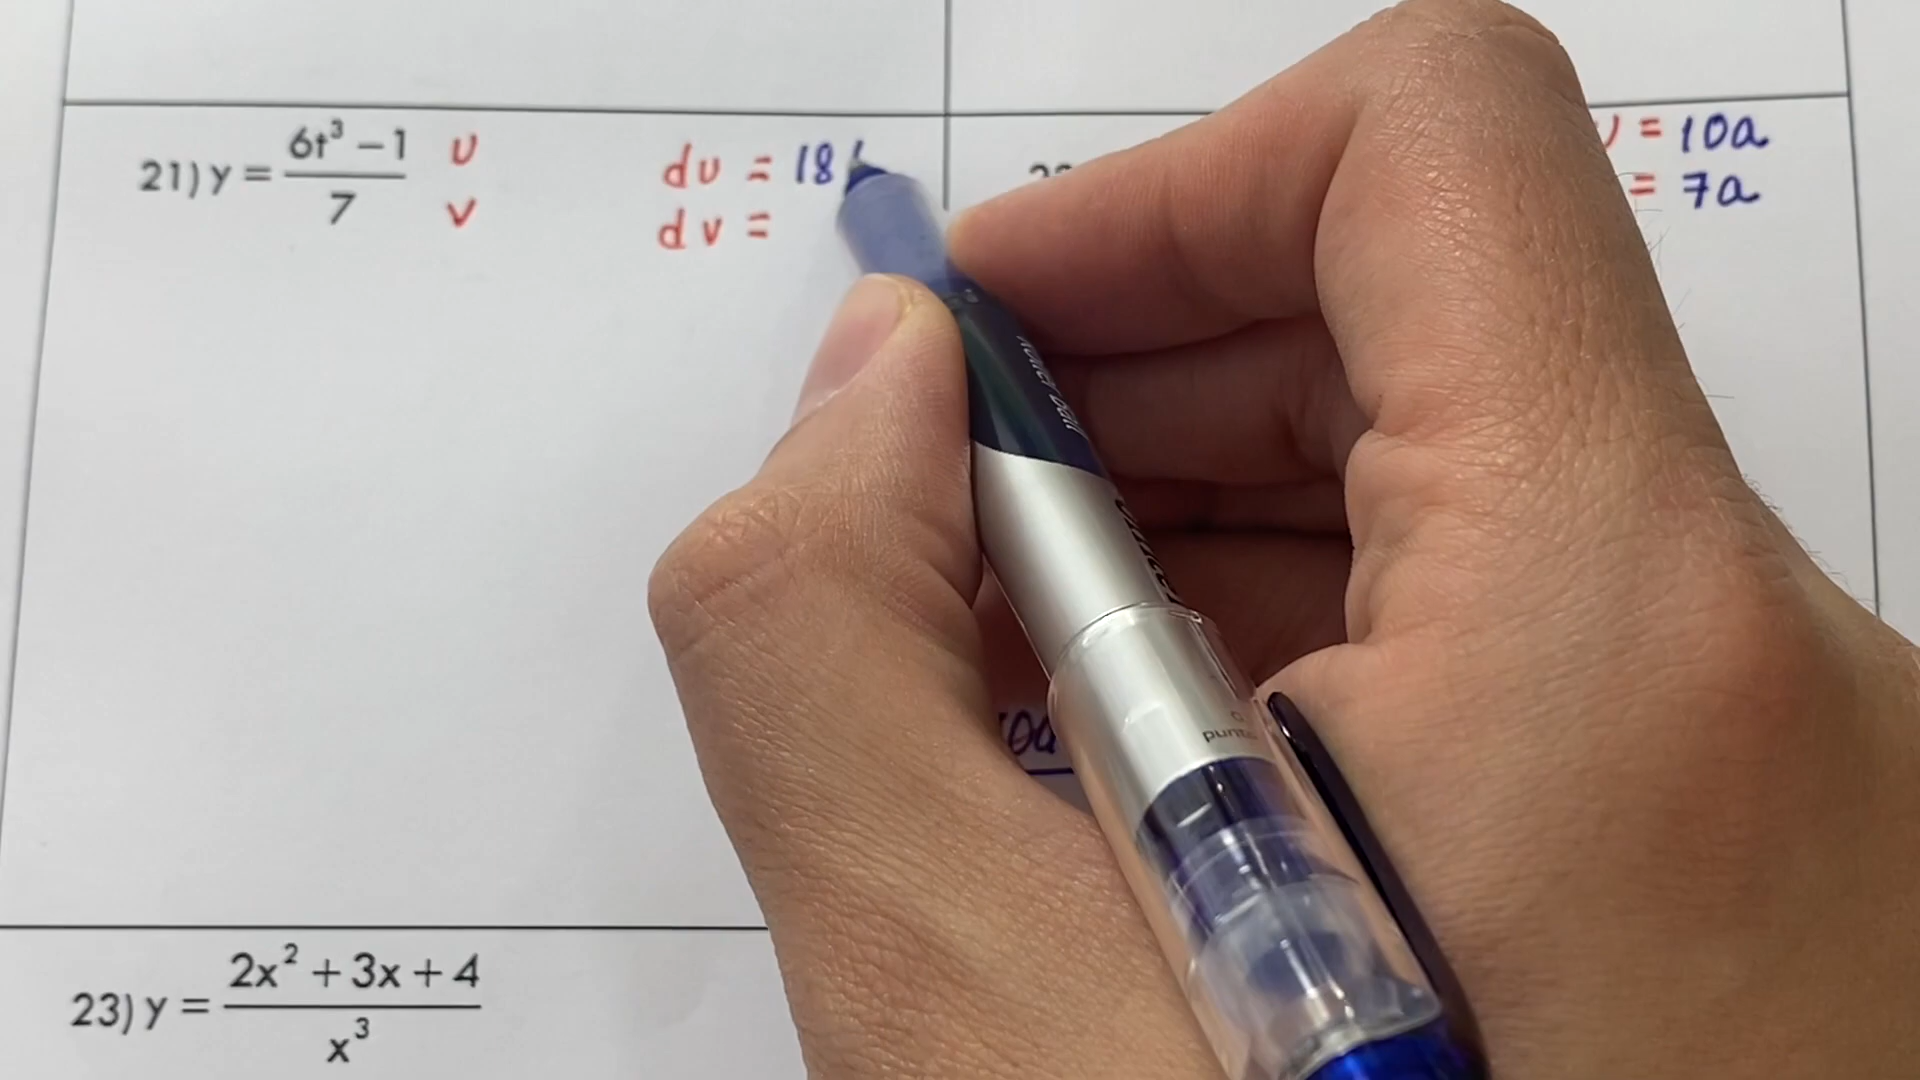 21) y = (6t³ − 1)/7 u v
du = 18
dv =
= 10a
= 7a
23) y = (2x² + 3x + 4)/x³